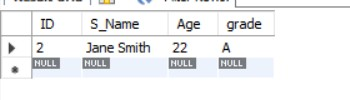 ID S_Name Age grade
2 Jane Smith 22 A
NULL NULL NULL NULL